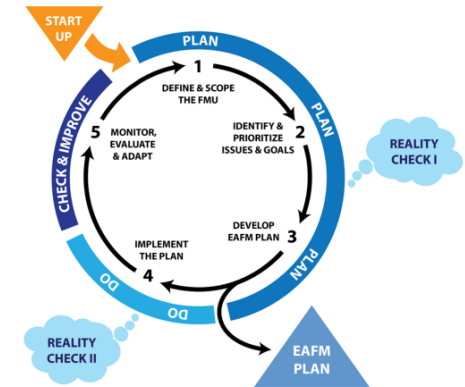 START
UP
PLAN
1
DEFINE & SCOPE
THE FMU
PLAN
IDENTIFY &
PRIORITIZE
ISSUES & GOALS
2
REALITY
CHECK I
DEVELOP
EAFM PLAN
3
PLAN
IMPLEMENT
THE PLAN
4
DO
DO
REALITY
CHECK II
EAFM
PLAN
5
MONITOR,
EVALUATE
& ADAPT
CHECK & IMPROVE